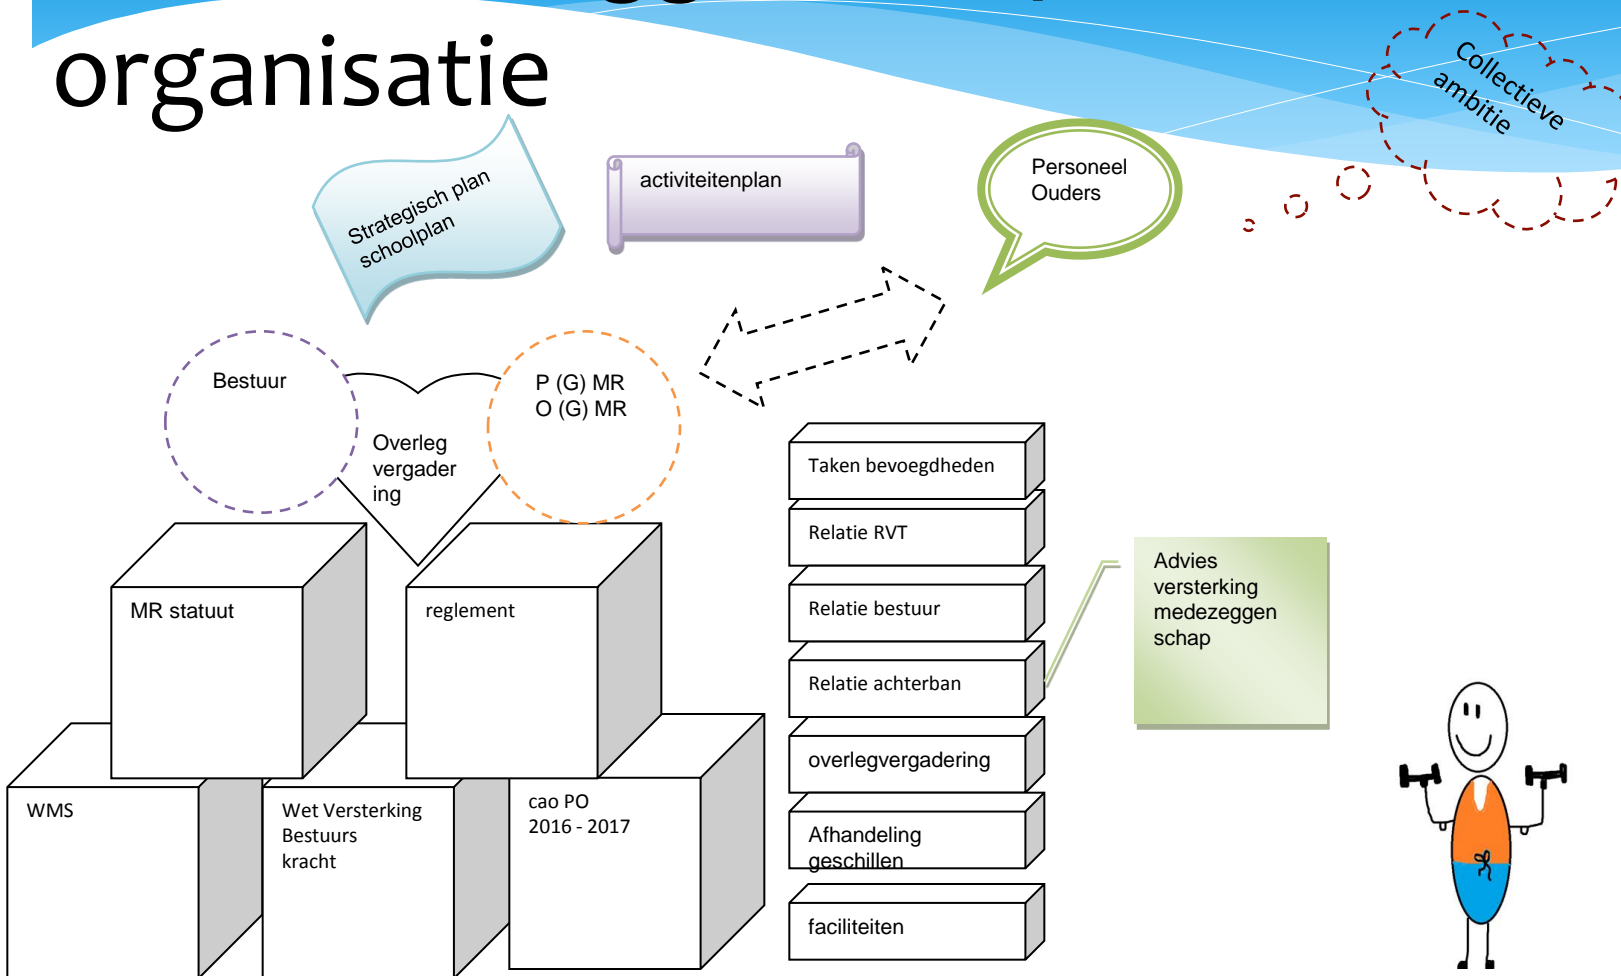 organisatie
Collectieve
ambitie
Strategisch plan
schoolplan
activiteitenplan
Personeel
Ouders
Bestuur
Overleg
vergader
ing
P (G) MR
O (G) MR
MR statuut
reglement
WMS
Wet Versterking
Bestuurs
kracht
cao PO
2016 - 2017
Taken bevoegdheden
Relatie RVT
Relatie bestuur
Relatie achterban
overlegvergadering
Afhandeling
geschillen
faciliteiten
Advies
versterking
medezeggen
schap